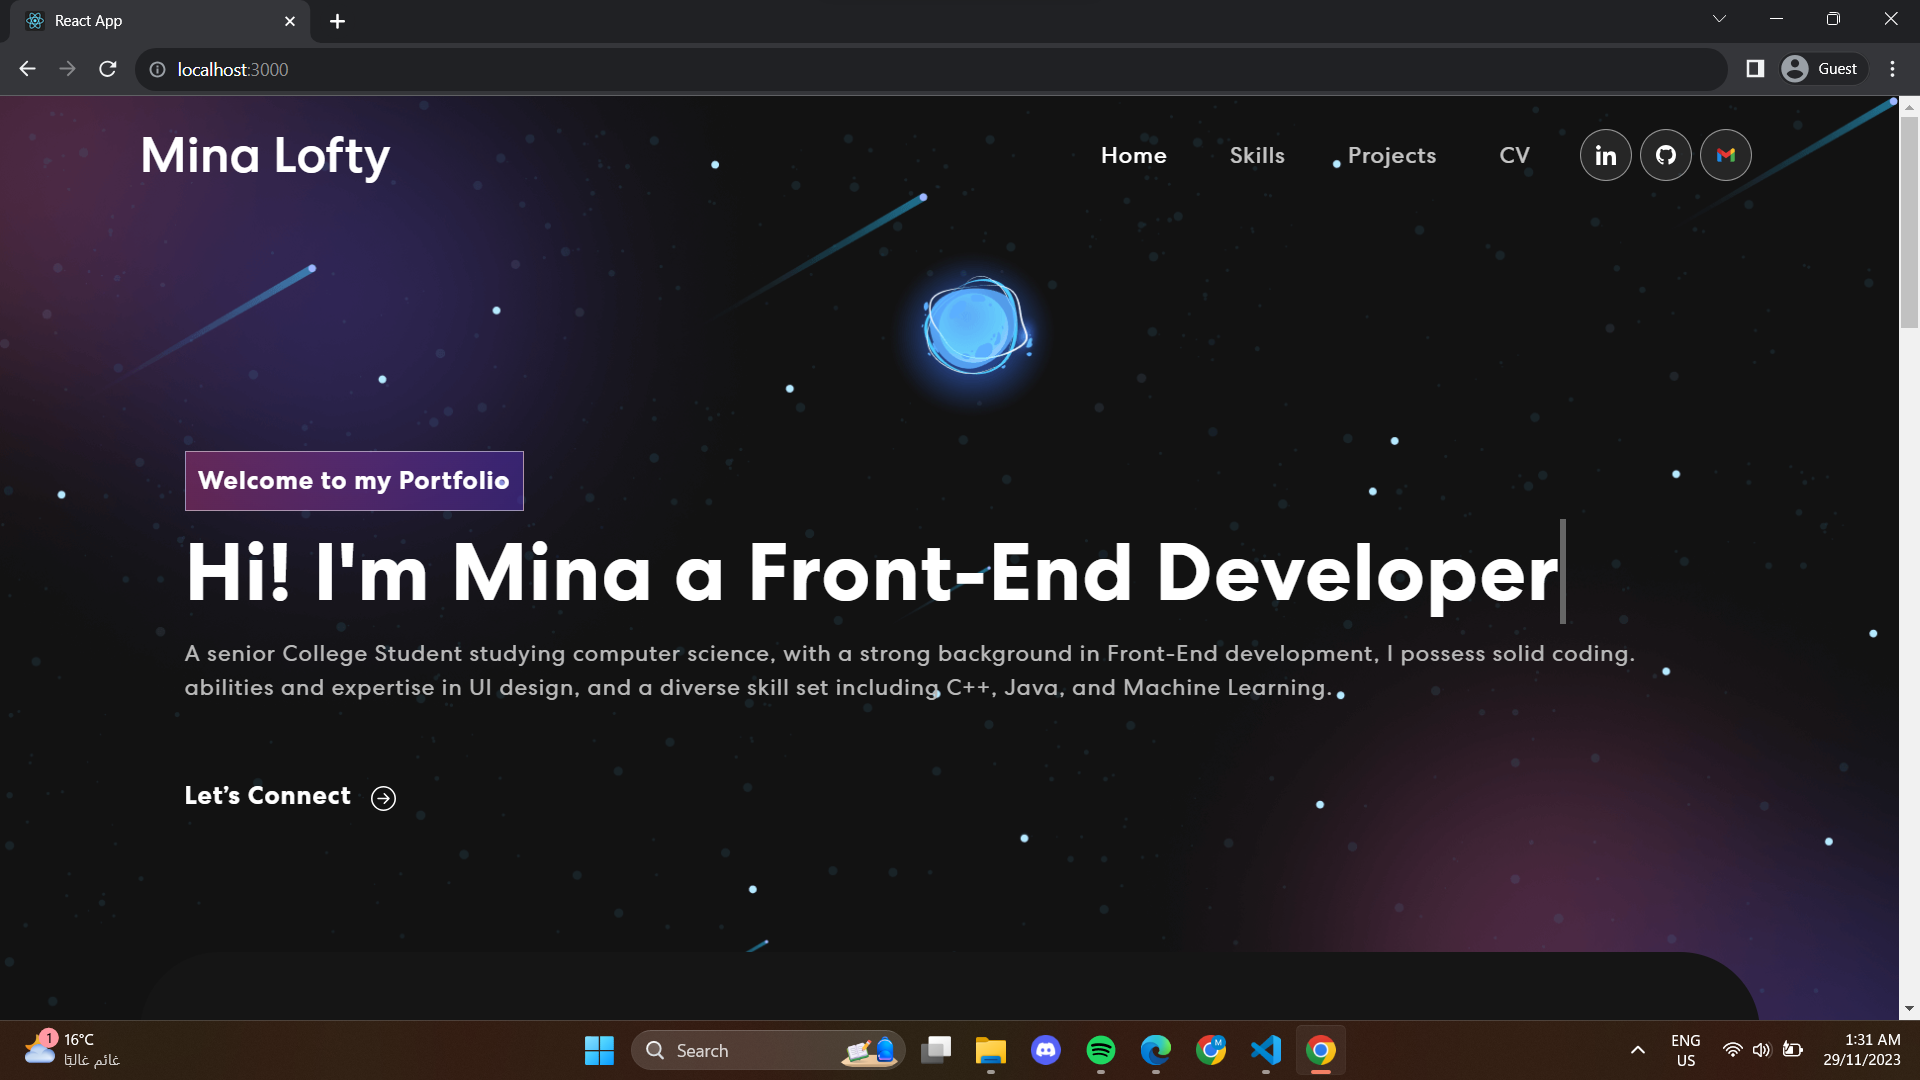 React App
localhost:3000
Guest
Mina Lofty
Home Skills Projects CV
Welcome to my Portfolio
Hi! I'm Mina a Front-End Developer
A senior College Student studying computer science, with a strong background in Front-End development, I possess solid coding.
abilities and expertise in UI design, and a diverse skill set including C++, Java, and Machine Learning.
Let’s Connect
1
16°C
غائم غالبًا
Search
M
ENG
US
1:31 AM
29/11/2023